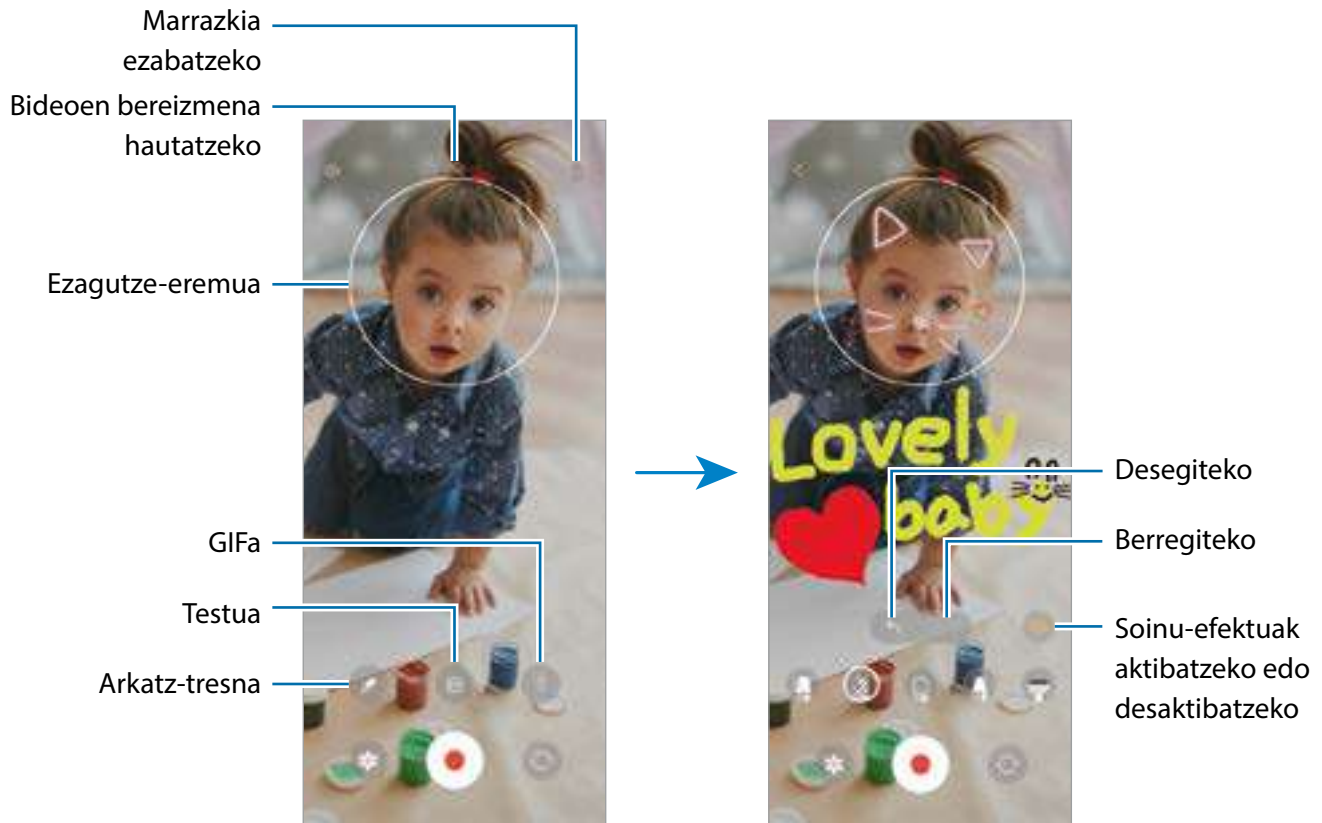 Marrazkia
ezabatzeko
Bideoen bereizmena
hautatzeko
Ezagutze-eremua
GIFa
Testua
Arkatz-tresna
Lovely
baby
Desegiteko
Berregiteko
Soinu-efektuak
aktibatzeko edo
desaktibatzeko